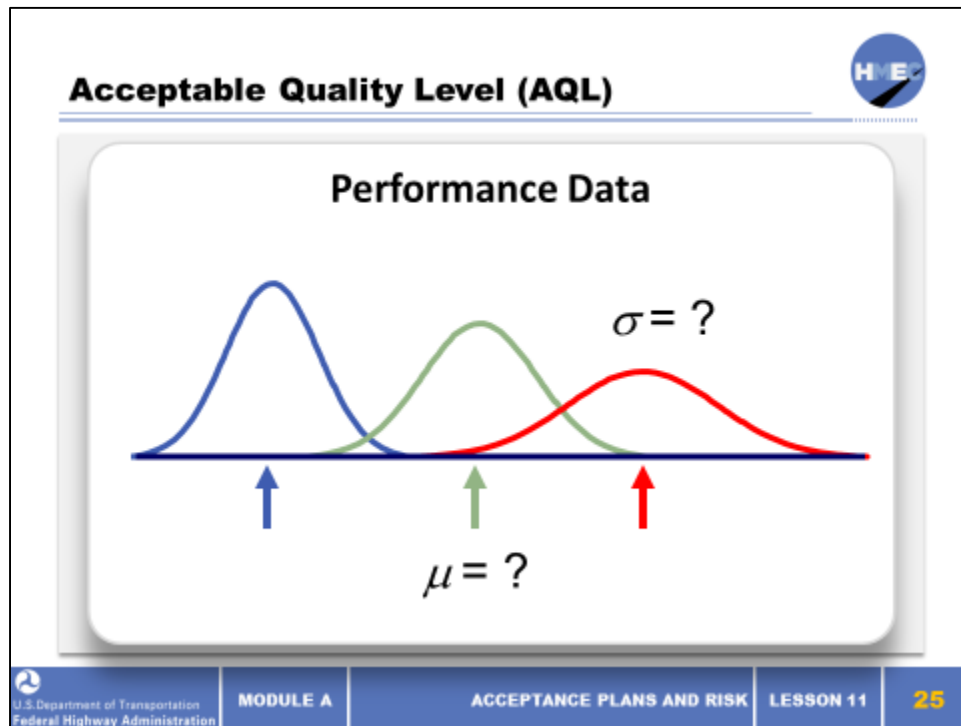 Acceptable Quality Level (AQL)
HMEC
Performance Data
σ = ?
μ = ?
U.S.Department of Transportation
Federal Highway Administration
MODULE A
ACCEPTANCE PLANS AND RISK
LESSON 11
25